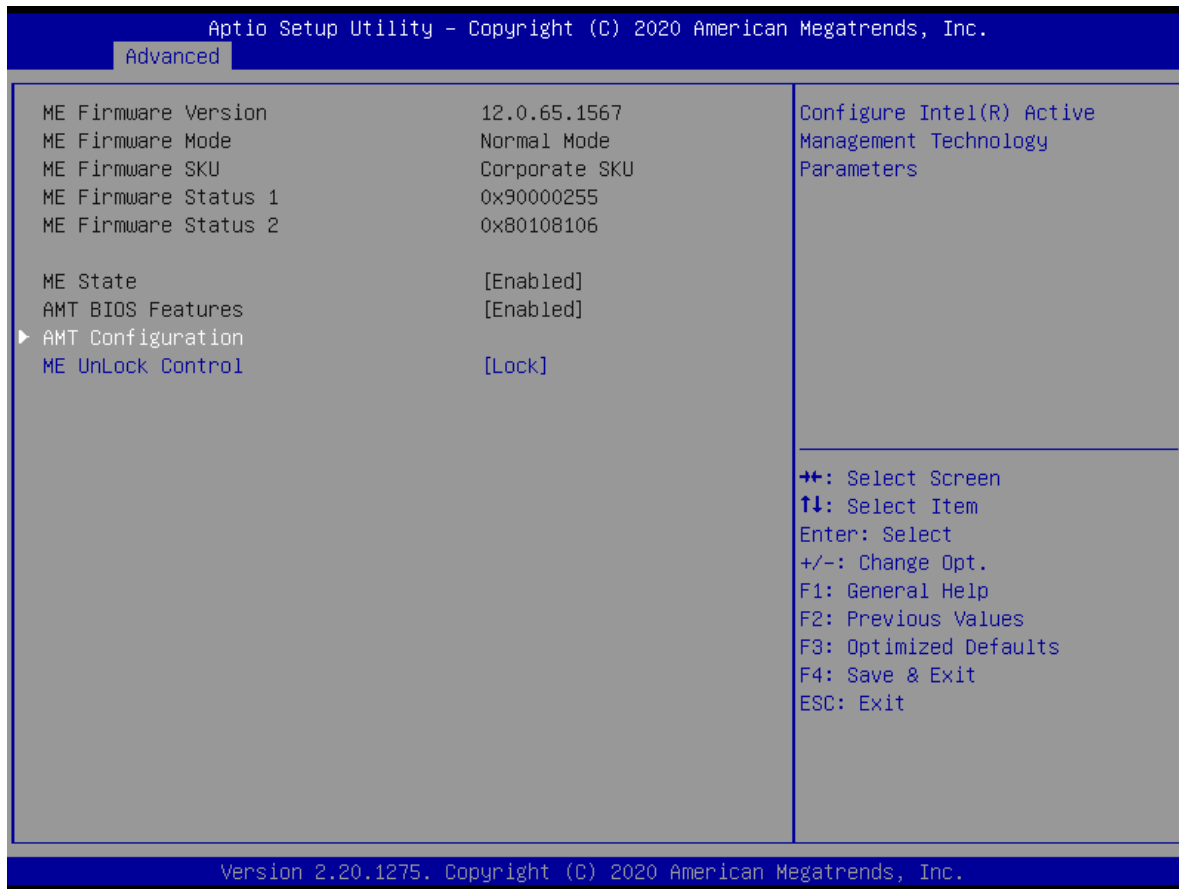 Aptio Setup Utility – Copyright (C) 2020 American Megatrends, Inc.
Advanced
ME Firmware Version 12.0.65.1567
ME Firmware Mode Normal Mode
ME Firmware SKU Corporate SKU
ME Firmware Status 1 0x90000255
ME Firmware Status 2 0x80108106
ME State [Enabled]
AMT BIOS Features [Enabled]
▶ AMT Configuration
ME UnLock Control [Lock]
Configure Intel(R) Active
Management Technology
Parameters
→←: Select Screen
↑↓: Select Item
Enter: Select
+/-: Change Opt.
F1: General Help
F2: Previous Values
F3: Optimized Defaults
F4: Save & Exit
ESC: Exit
Version 2.20.1275. Copyright (C) 2020 American Megatrends, Inc.